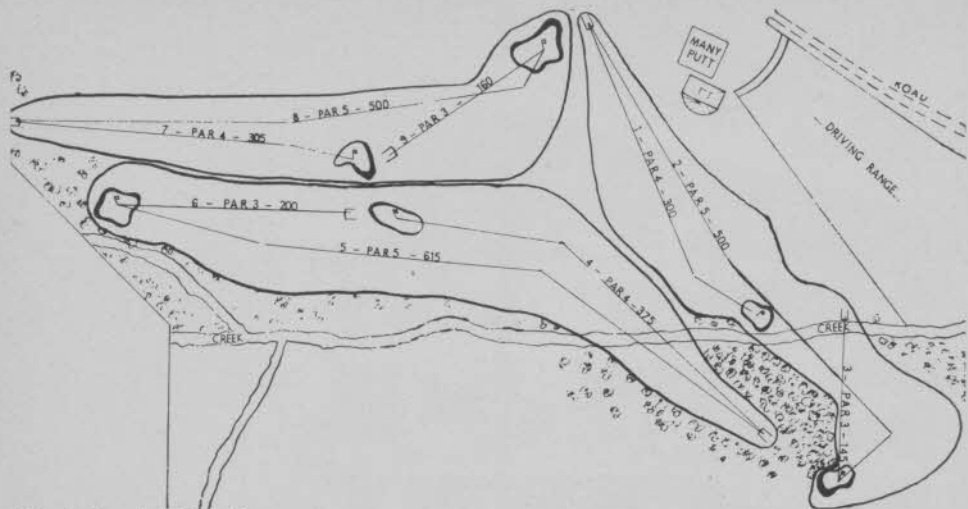 MANY
PUTT
ROAD
DRIVING RANGE
8 - PAR 5 - 500
9 - PAR 3 - 160
7 - PAR 4 - 305
1 - PAR 4 - 300
2 - PAR 5 - 500
6 - PAR 3 - 200
5 - PAR 5 - 615
4 - PAR 4 - 375
CREEK
CREEK
3 - PAR 3 - 145